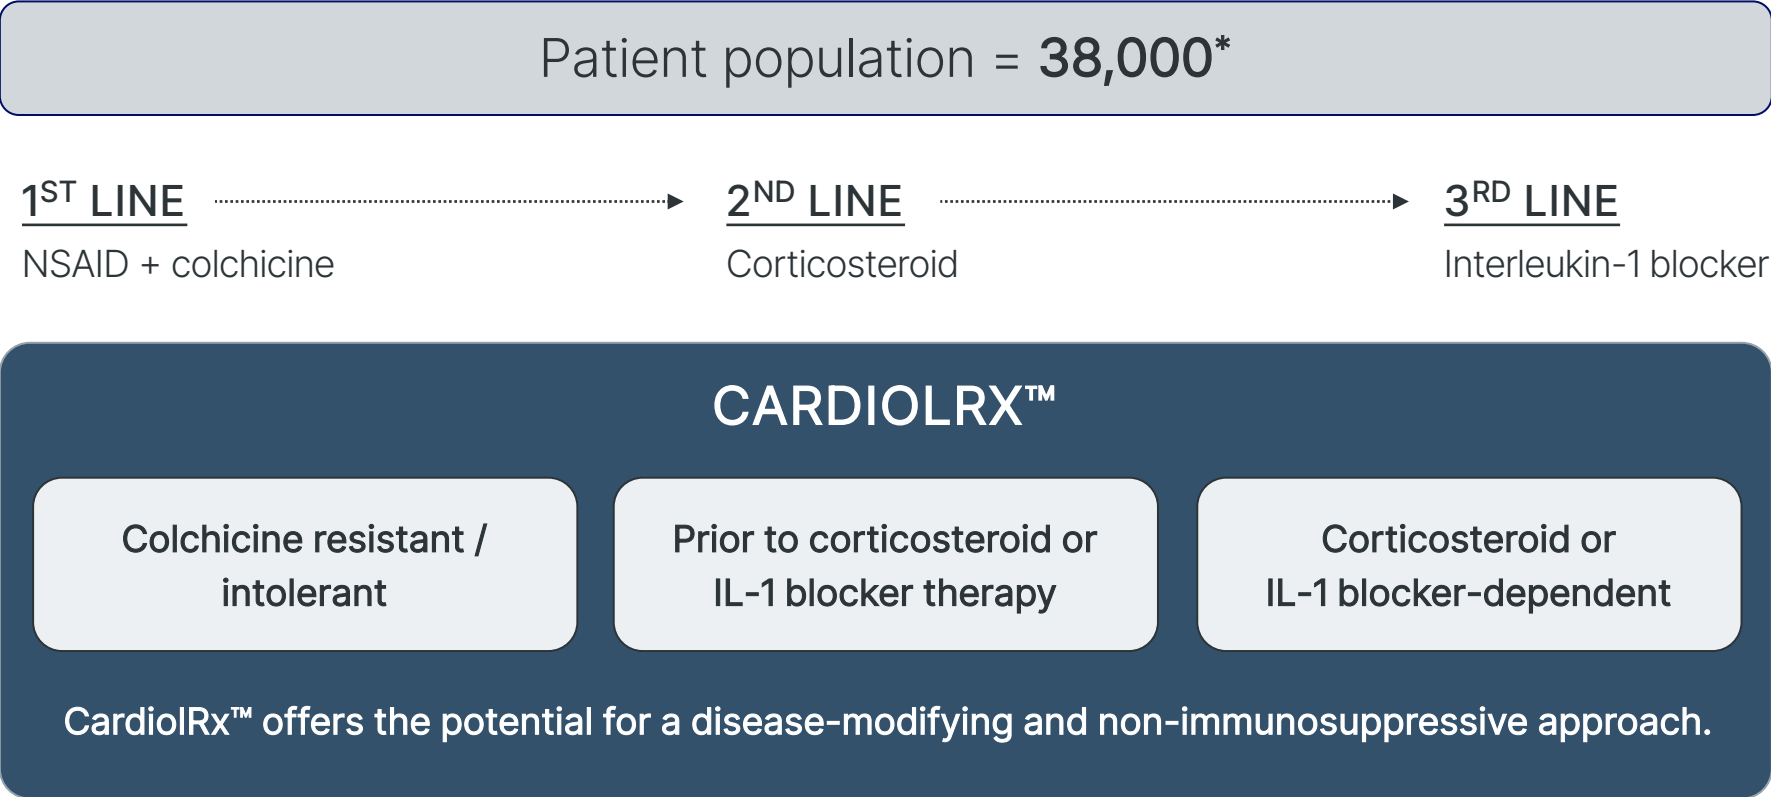 Patient population = 38,000*
1ST LINE
2ND LINE
3RD LINE
NSAID + colchicine
Corticosteroid
Interleukin-1 blocker
CARDIOLRX™
Colchicine resistant /
intolerant
Prior to corticosteroid or
IL-1 blocker therapy
Corticosteroid or
IL-1 blocker-dependent
CardiolRx™ offers the potential for a disease-modifying and non-immunosuppressive approach.